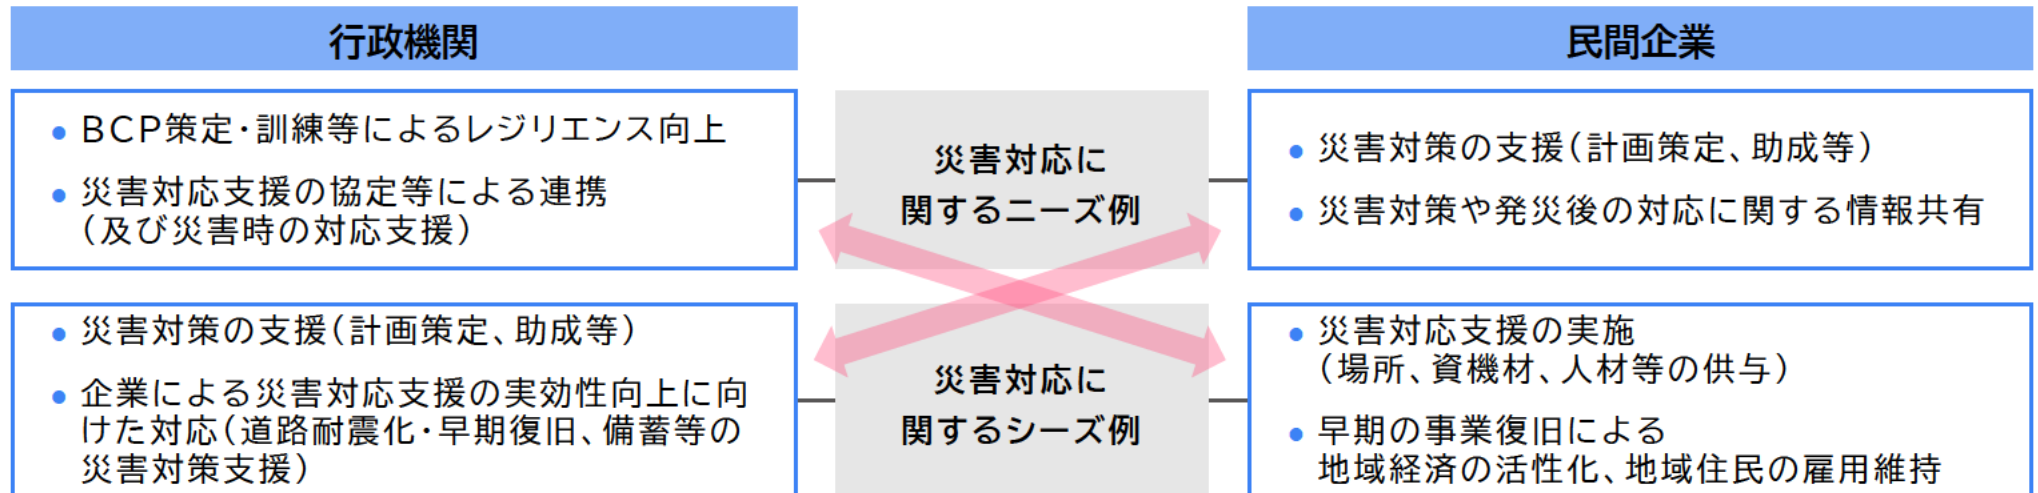 行政機関
民間企業
● BCP策定・訓練等によるレジリエンス向上
● 災害対応支援の協定等による連携
(及び災害時の対応支援)
災害対応に
関するニーズ例
● 災害対策の支援(計画策定、助成等)
● 災害対策や発災後の対応に関する情報共有
● 災害対策の支援(計画策定、助成等)
● 企業による災害対応支援の実効性向上に向
けた対応(道路耐震化・早期復旧、備蓄等の
災害対策支援)
災害対応に
関するシーズ例
● 災害対応支援の実施
(場所、資機材、人材等の供与)
● 早期の事業復旧による
地域経済の活性化、地域住民の雇用維持